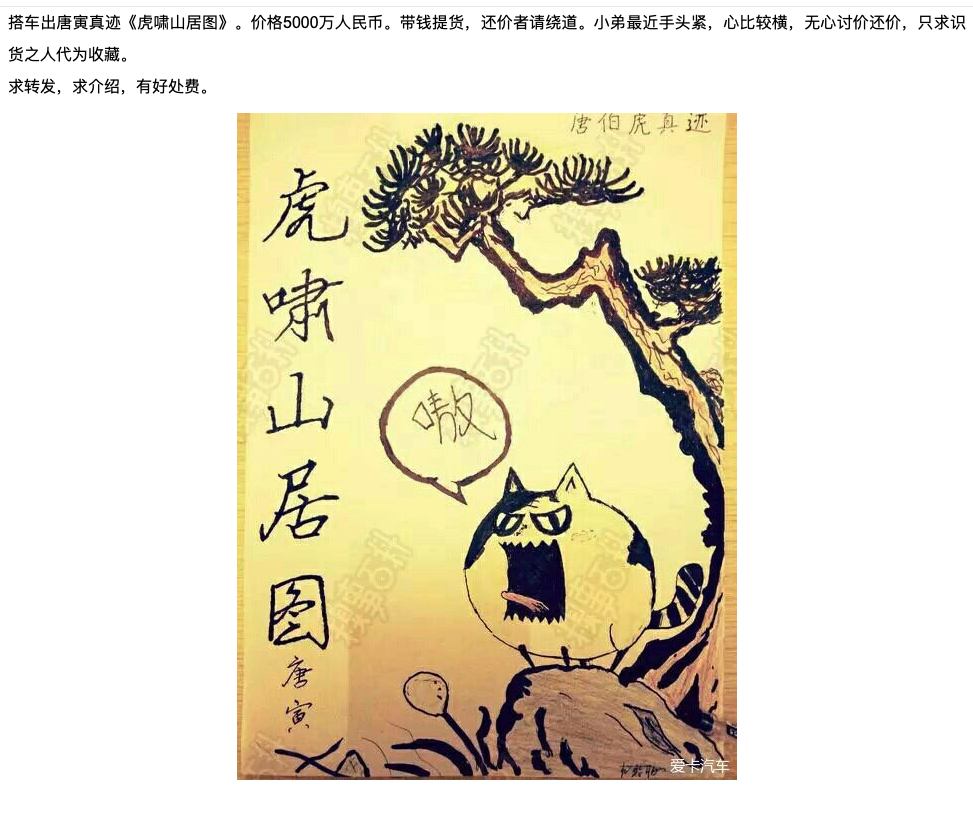 搭车出唐寅真迹《虎啸山居图》。价格5000万人民币。带钱提货，还价者请绕道。小弟最近手头紧，心比较横，无心讨价还价，只求识
货之人代为收藏。
求转发，求介绍，有好处费。
唐伯虎真迹
虎啸山居图
唐寅
嗷
爱卡汽车